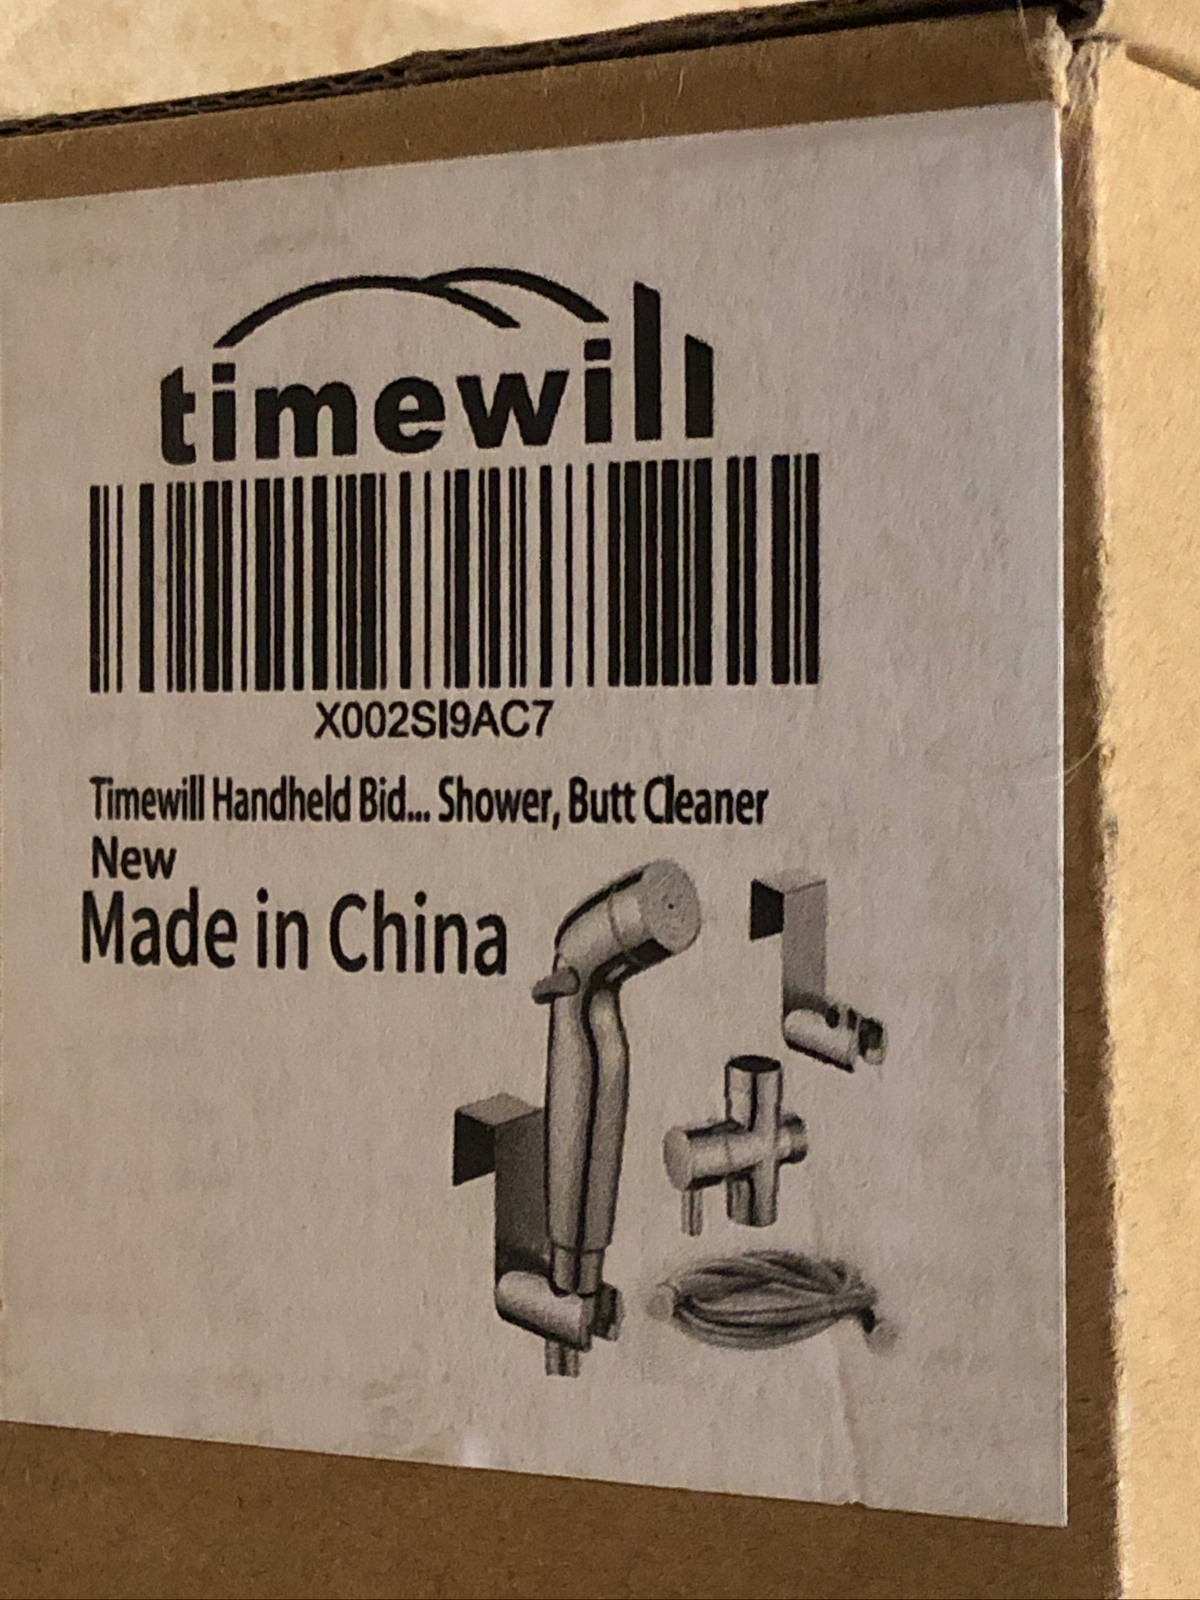 timewill
X002SI9AC7
Timewill Handheld Bid... Shower, Butt Cleaner
New
Made in China